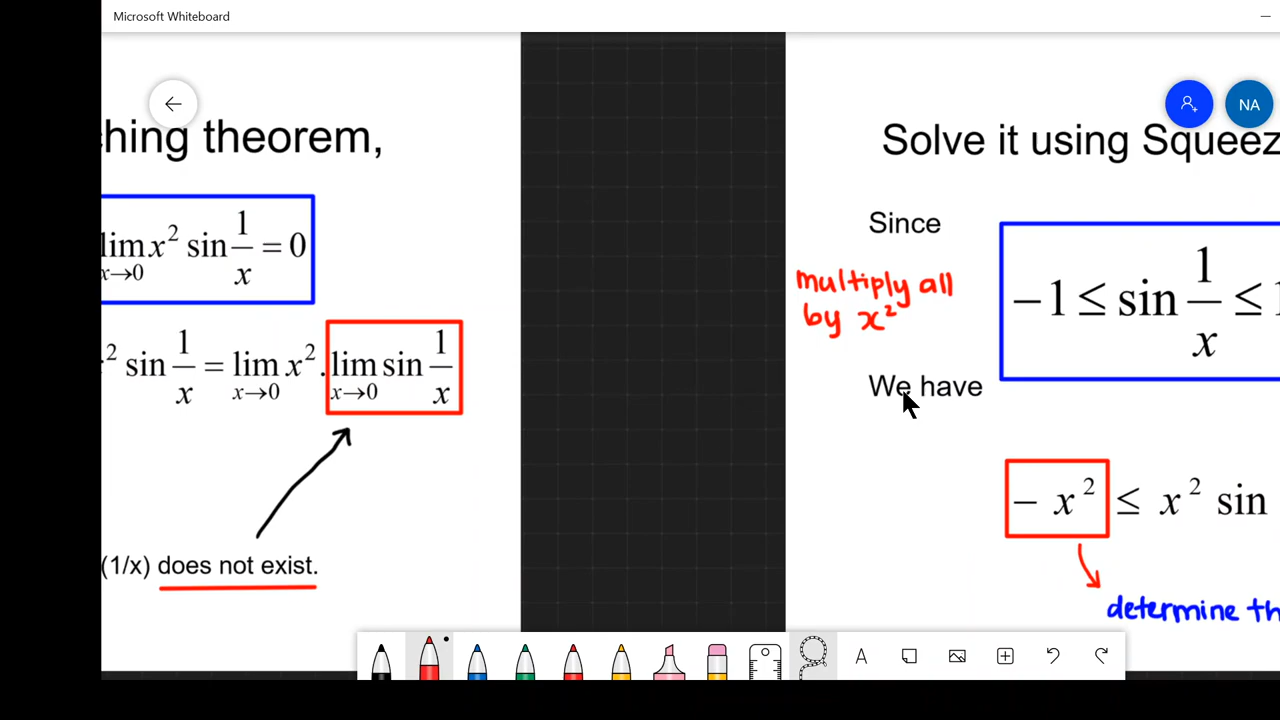 Microsoft Whiteboard
NA
ching theorem,
lim x→0 x² sin 1/x = 0
² sin 1/x = lim x→0 x² . lim x→0 sin 1/x
(1/x) does not exist.
Solve it using Squeez
Since
multiply all
by x²
−1 ≤ sin 1/x ≤ 1
We have
− x² ≤ x² sin
determine th
A